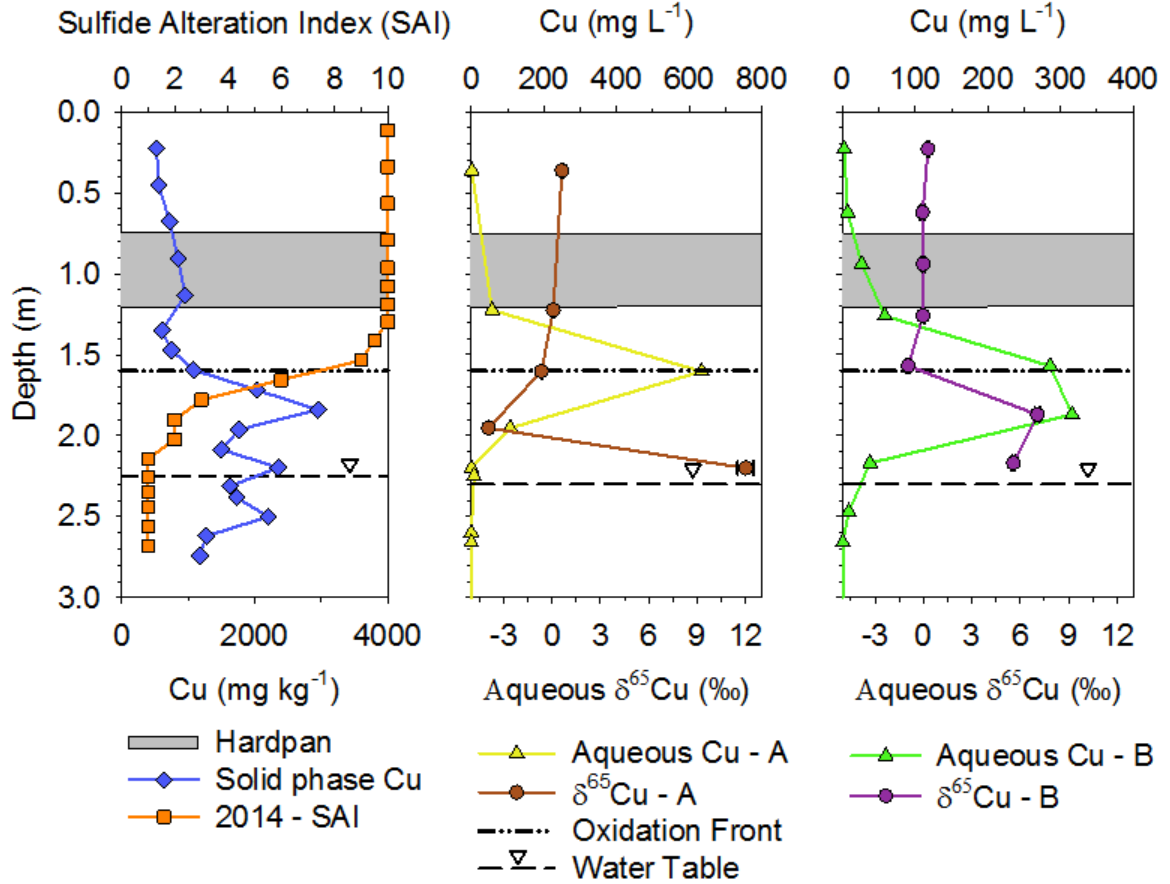 Sulfide Alteration Index (SAI)
0 2 4 6 8 10
Cu (mg L⁻¹)
0 200 400 600 800
Cu (mg L⁻¹)
0 100 200 300 400
Depth (m)
0.0
0.5
1.0
1.5
2.0
2.5
3.0
0 2000 4000
Cu (mg kg⁻¹)
-3 0 3 6 9 12
Aqueous δ⁶⁵Cu (‰)
-3 0 3 6 9 12
Aqueous δ⁶⁵Cu (‰)
Hardpan
Solid phase Cu
2014 - SAI
Aqueous Cu - A
δ⁶⁵Cu - A
Oxidation Front
Water Table
Aqueous Cu - B
δ⁶⁵Cu - B